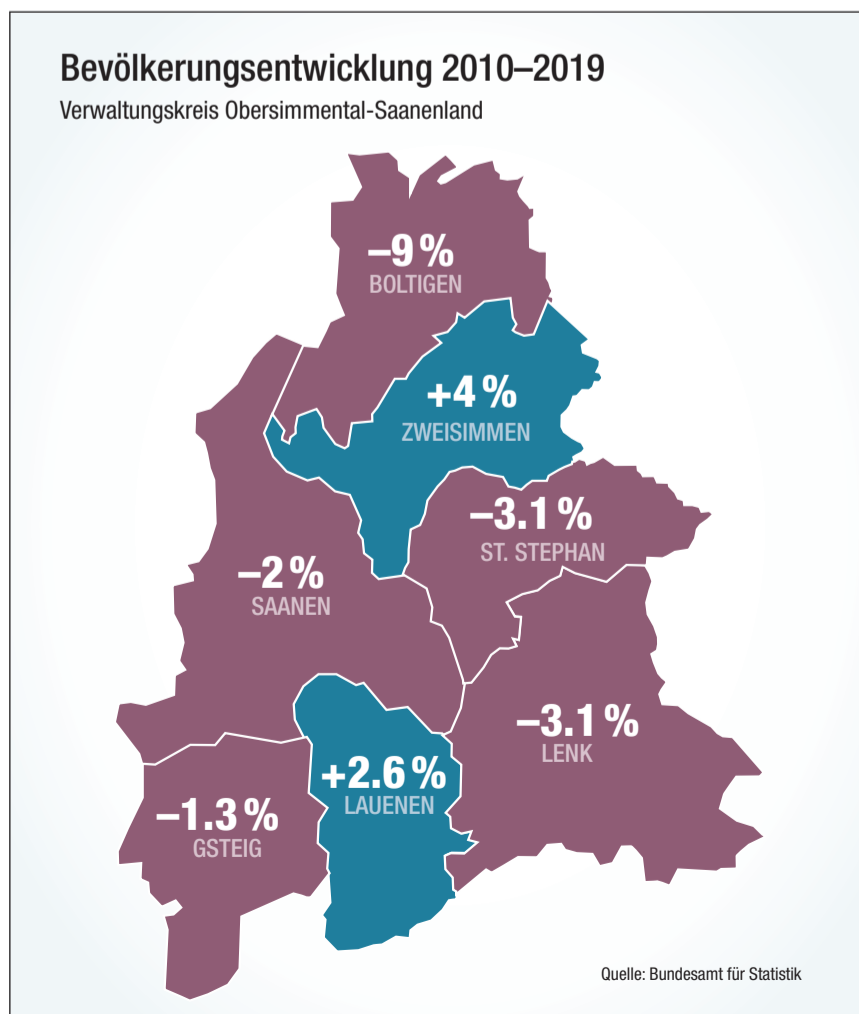 Bevölkerungsentwicklung 2010–2019
Verwaltungskreis Obersimmental-Saanenland
–9 %
BOLTIGEN
+4 %
ZWEISIMMEN
–3.1 %
ST. STEPHAN
–2 %
SAANEN
–3.1 %
LENK
+2.6 %
LAUENEN
–1.3 %
GSTEIG
Quelle: Bundesamt für Statistik